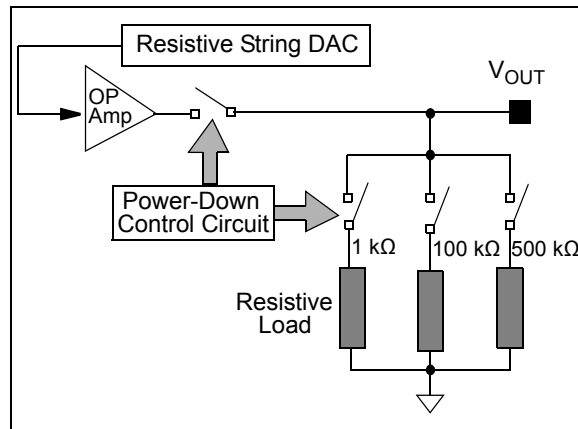 Resistive String DAC
V_OUT
OP
Amp
Power-Down
Control Circuit
1 kΩ
100 kΩ
500 kΩ
Resistive
Load